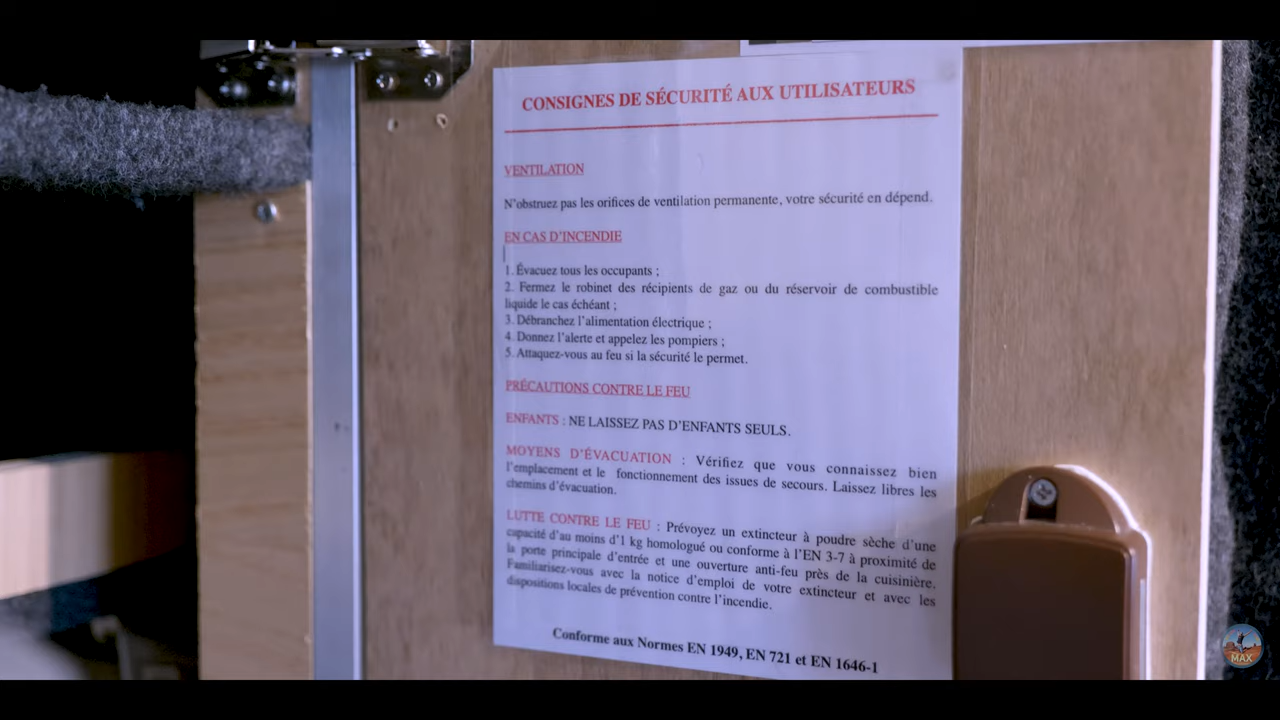 CONSIGNES DE SÉCURITÉ AUX UTILISATEURS
VENTILATION
N'obstruez pas les orifices de ventilation permanente, votre sécurité en dépend.
EN CAS D'INCENDIE
1. Évacuez tous les occupants ;
2. Fermez le robinet des récipients de gaz ou du réservoir de combustible
liquide le cas échéant ;
3. Débranchez l'alimentation électrique ;
4. Donnez l'alerte et appelez les pompiers ;
5. Attaquez-vous au feu si la sécurité le permet.
PRÉCAUTIONS CONTRE LE FEU
ENFANTS : NE LAISSEZ PAS D'ENFANTS SEULS.
MOYENS D'ÉVACUATION : Vérifiez que vous connaissez bien
l'emplacement et le fonctionnement des issues de secours. Laissez libres les
chemins d'évacuation.
LUTTE CONTRE LE FEU : Prévoyez un extincteur à poudre sèche d'une
capacité d'au moins d'1 kg homologué ou conforme à l'EN 3-7 à proximité de
la porte principale d'entrée et une ouverture anti-feu près de la cuisinière.
Familiarisez-vous avec la notice d'emploi de votre extincteur et avec les
dispositions locales de prévention contre l'incendie.
Conforme aux Normes EN 1949, EN 721 et EN 1646-1
MAX